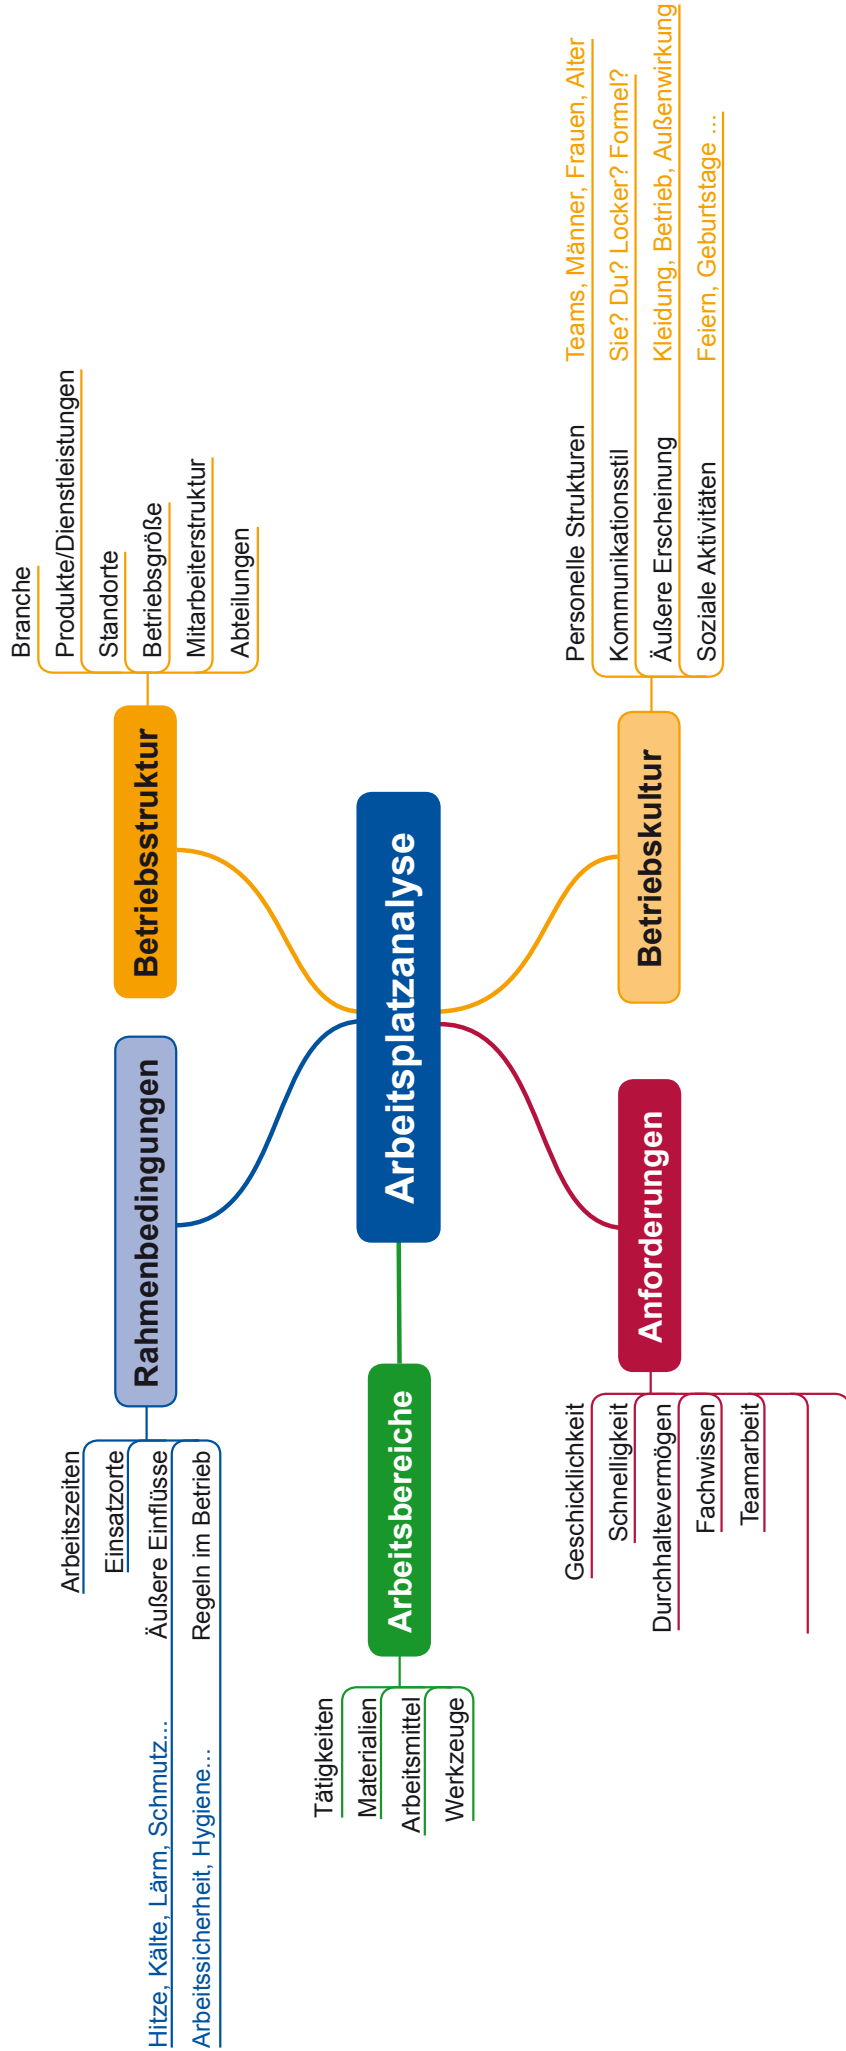 Arbeitsplatzanalyse
Betriebsstruktur
Branche
Produkte/Dienstleistungen
Standorte
Betriebsgröße
Mitarbeiterstruktur
Abteilungen
Betriebskultur
Personelle Strukturen Teams, Männer, Frauen, Alter
Kommunikationsstil Sie? Du? Locker? Formel?
Äußere Erscheinung Kleidung, Betrieb, Außenwirkung
Soziale Aktivitäten Feiern, Geburtstage ...
Anforderungen
Geschicklichkeit
Schnelligkeit
Durchhaltevermögen
Fachwissen
Teamarbeit
Arbeitsbereiche
Tätigkeiten
Materialien
Arbeitsmittel
Werkzeuge
Rahmenbedingungen
Arbeitszeiten
Einsatzorte
Hitze, Kälte, Lärm, Schmutz... Äußere Einflüsse
Arbeitssicherheit, Hygiene... Regeln im Betrieb